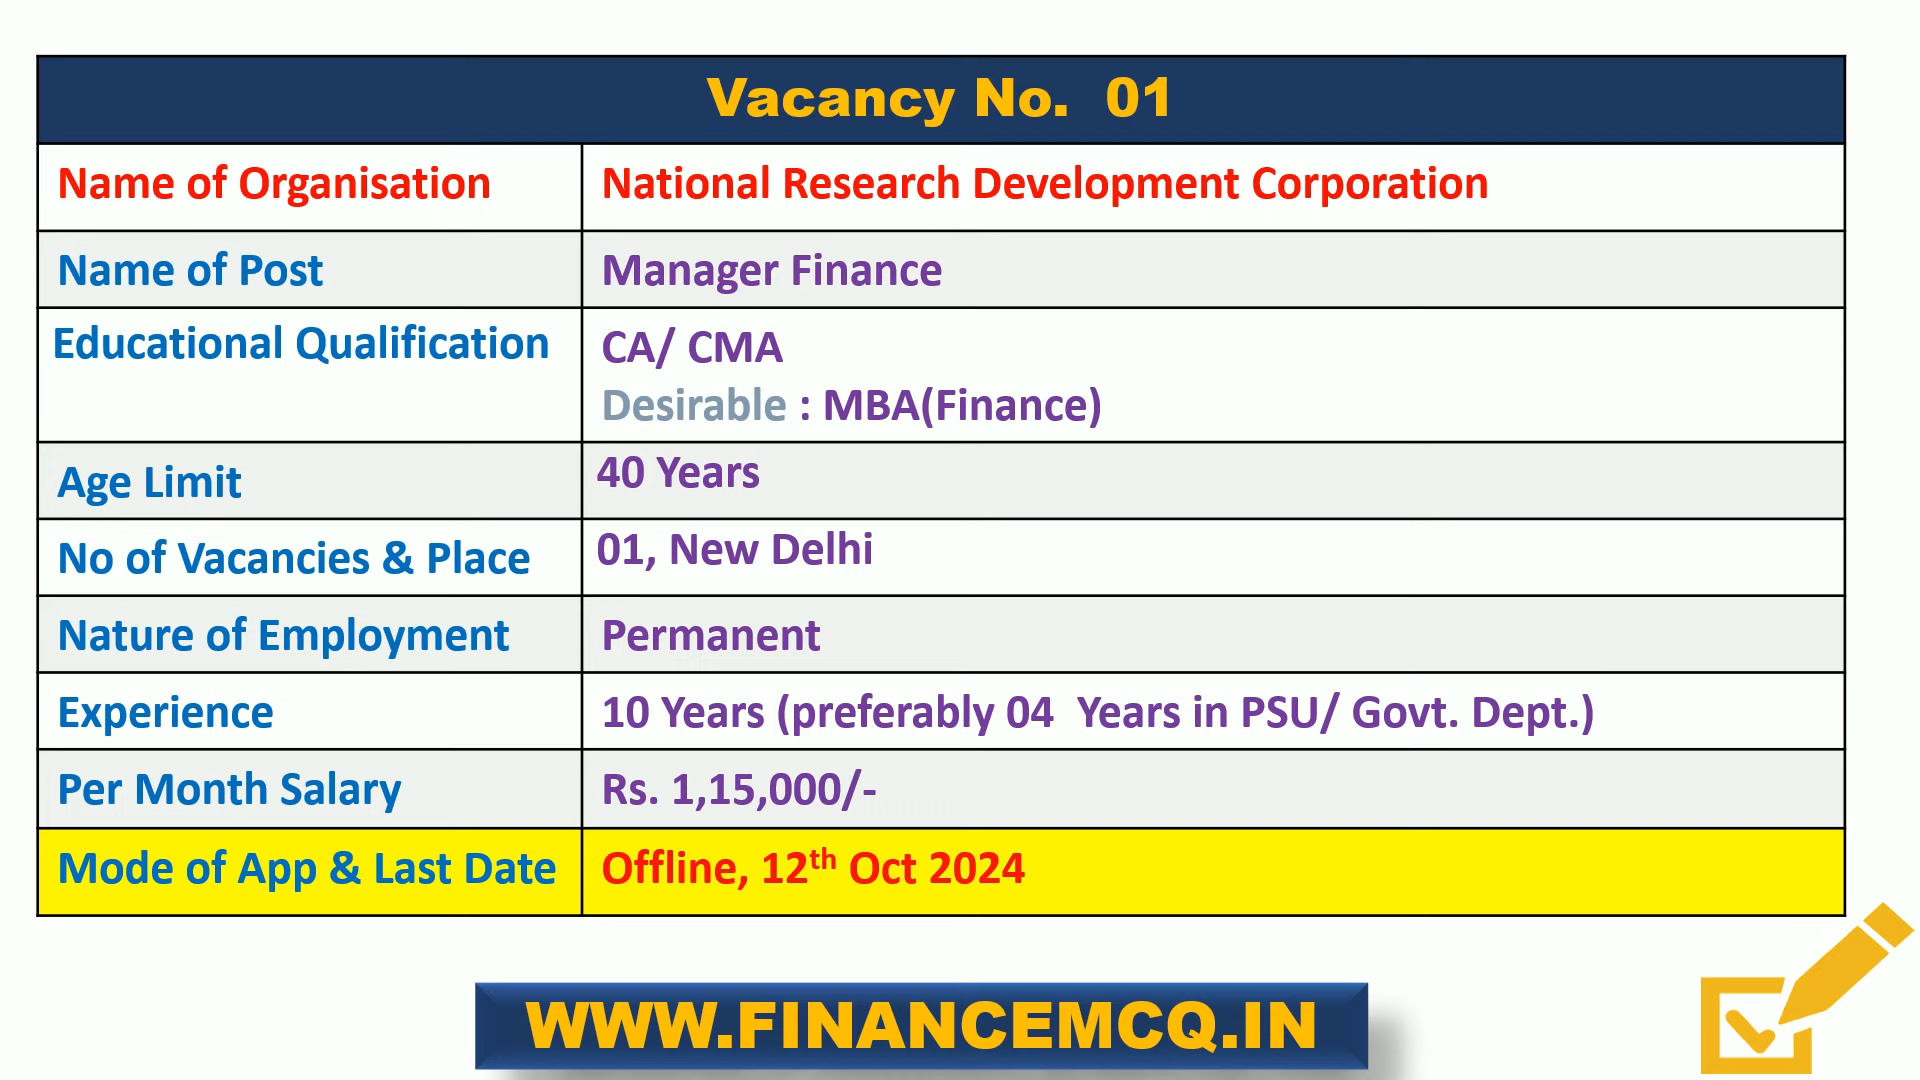 Vacancy No. 01
Name of Organisation National Research Development Corporation
Name of Post Manager Finance
Educational Qualification CA/ CMA
Desirable : MBA(Finance)
Age Limit 40 Years
No of Vacancies & Place 01, New Delhi
Nature of Employment Permanent
Experience 10 Years (preferably 04 Years in PSU/ Govt. Dept.)
Per Month Salary Rs. 1,15,000/-
Mode of App & Last Date Offline, 12th Oct 2024
WWW.FINANCEMCQ.IN